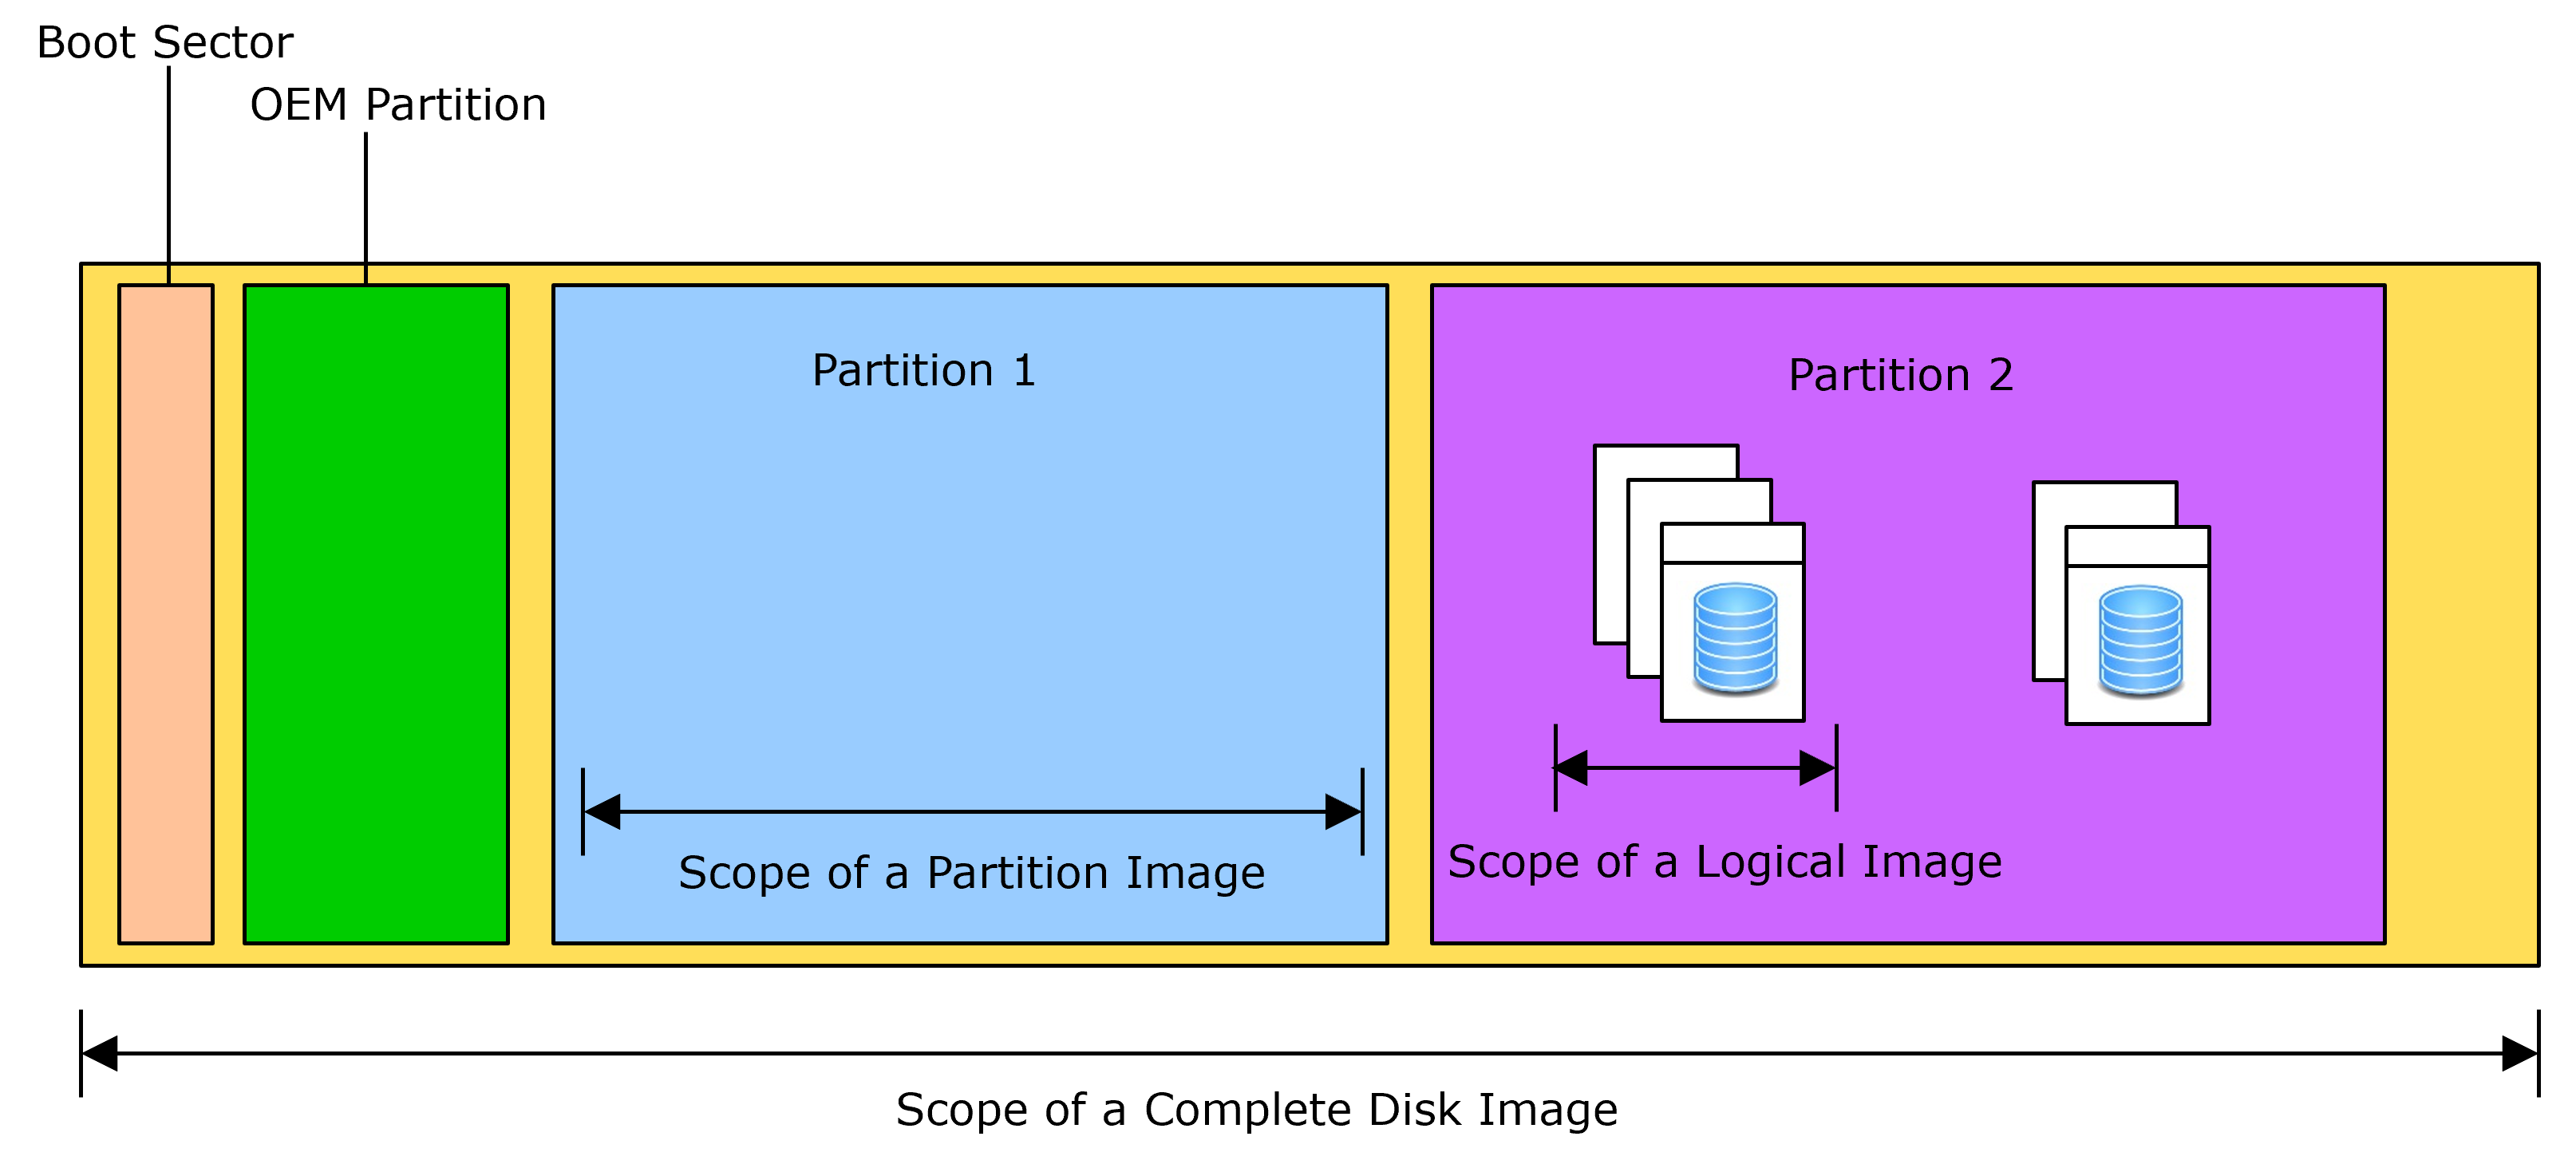 Boot Sector
OEM Partition
Partition 1
Partition 2
Scope of a Partition Image
Scope of a Logical Image
Scope of a Complete Disk Image